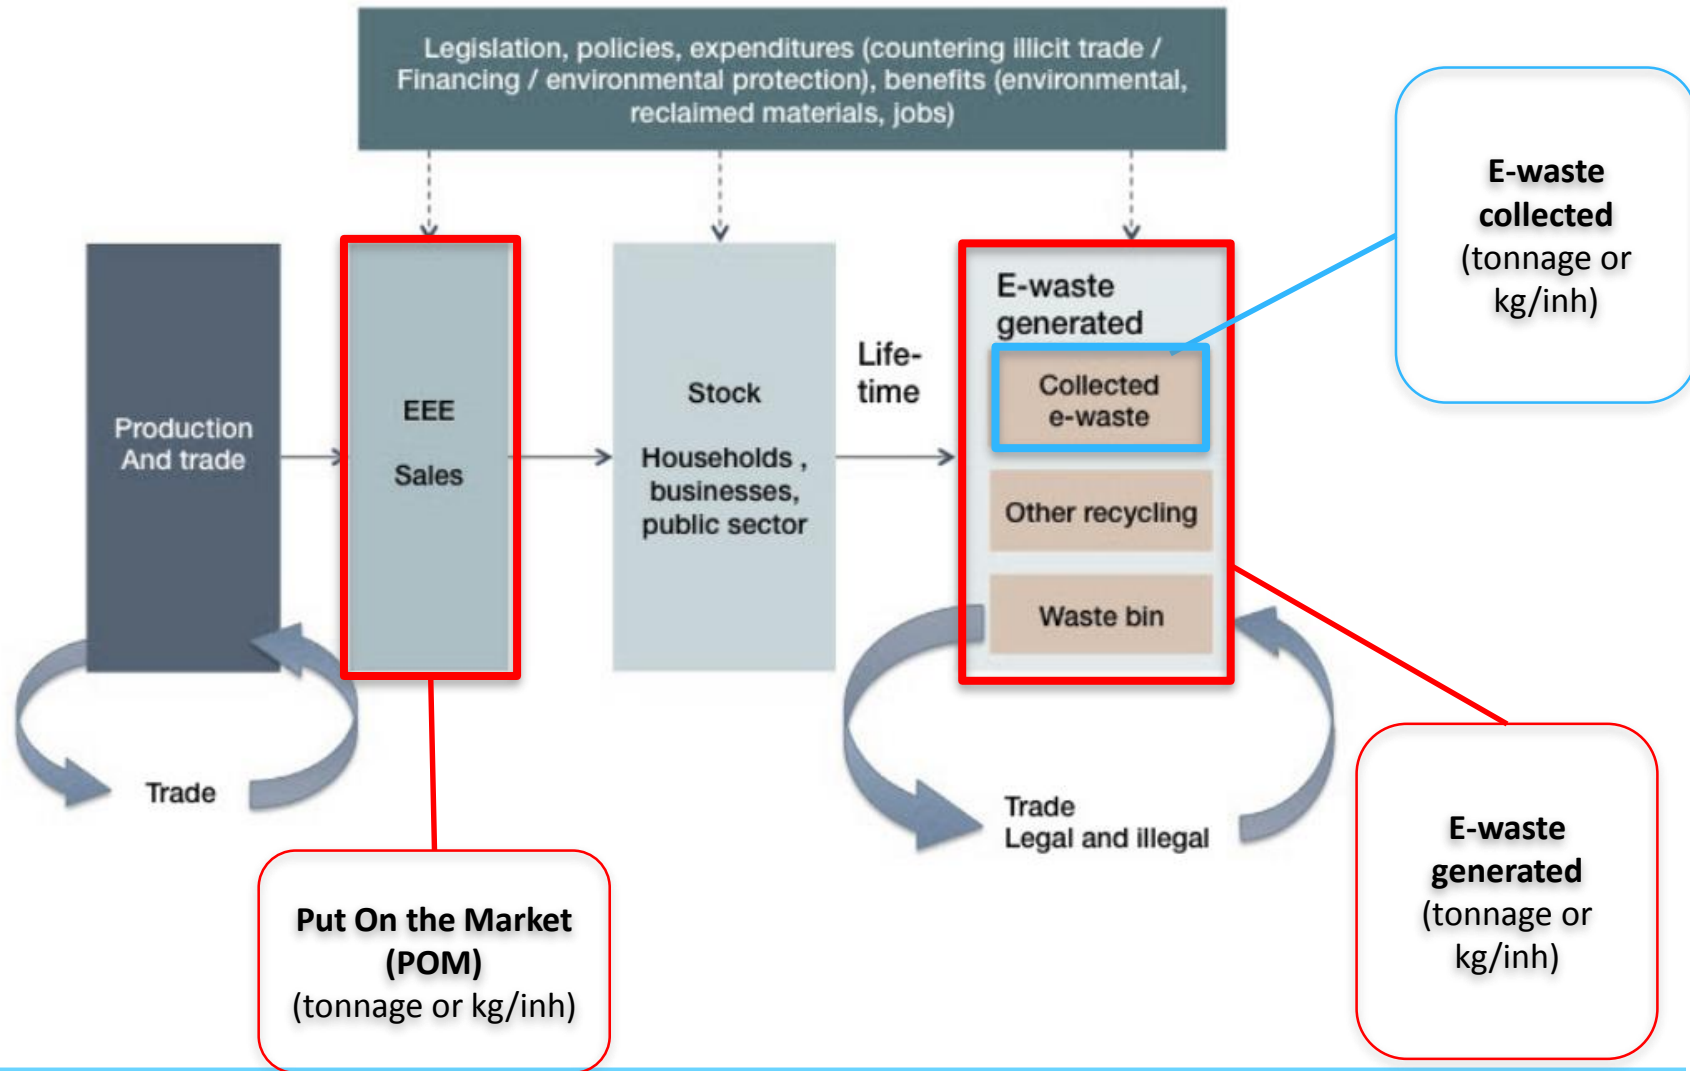 Legislation, policies, expenditures (countering illicit trade /
Financing / environmental protection), benefits (environmental,
reclaimed materials, jobs)
E-waste
collected
(tonnage or
kg/inh)
Production
And trade
EEE
Sales
Stock
Households ,
businesses,
public sector
Life-
time
E-waste
generated
Collected
e-waste
Other recycling
Waste bin
Trade
Trade
Legal and illegal
Put On the Market
(POM)
(tonnage or kg/inh)
E-waste
generated
(tonnage or
kg/inh)